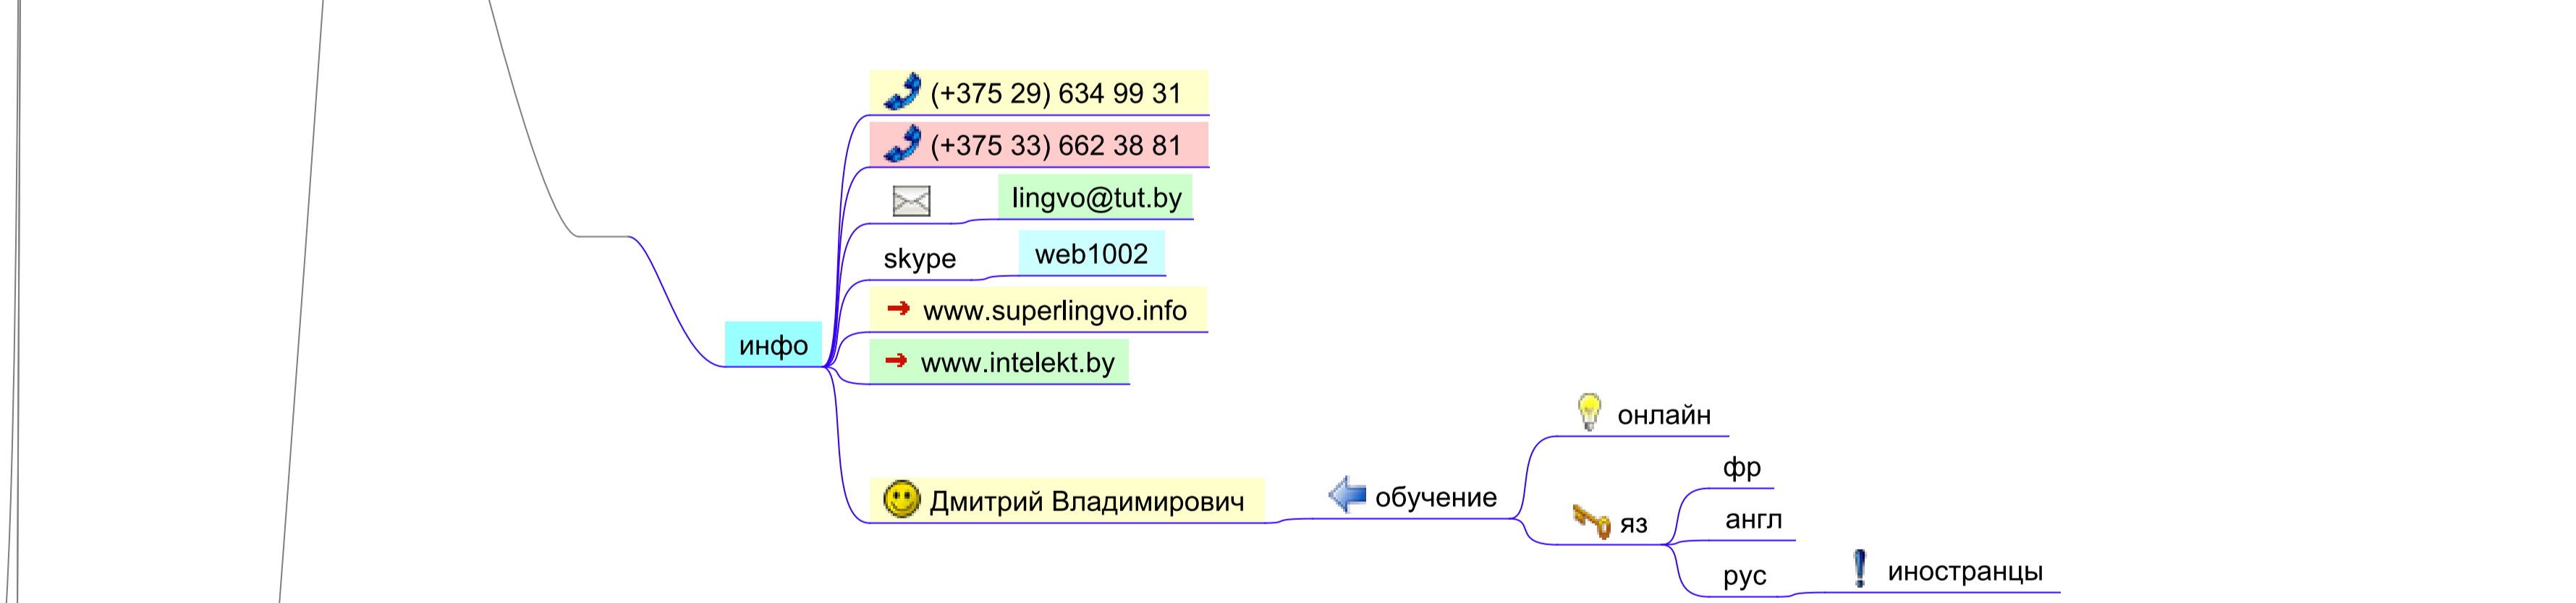 (+375 29) 634 99 31
(+375 33) 662 38 81
lingvo@tut.by
skype web1002
www.superlingvo.info
инфо
www.intelekt.by
онлайн
Дмитрий Владимирович
обучение
фр
яз
англ
рус
иностранцы